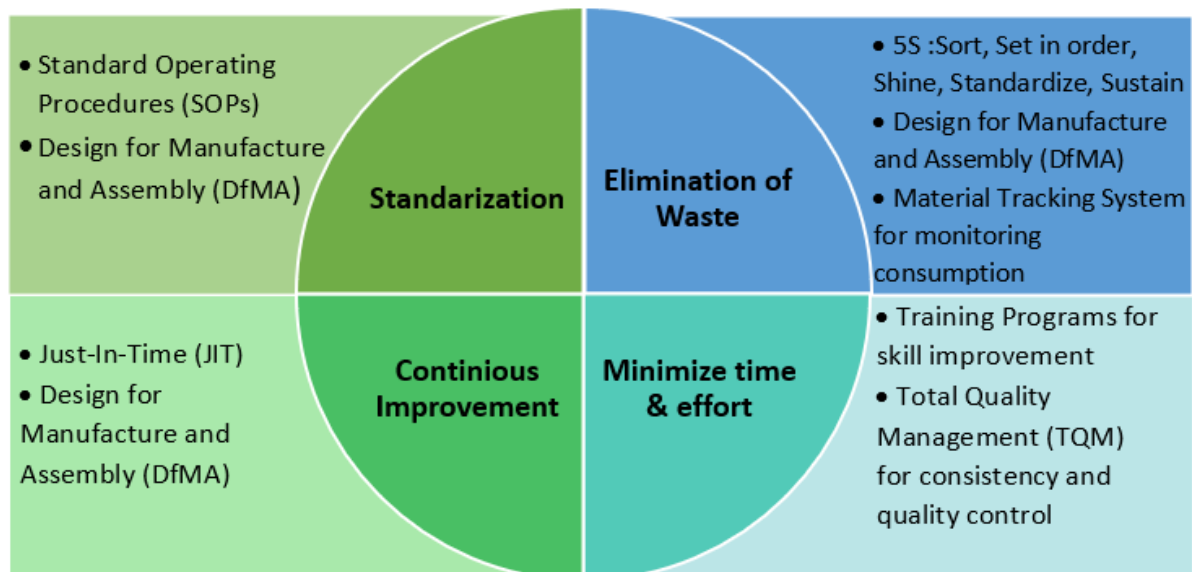 • Standard Operating
Procedures (SOPs)
• Design for Manufacture
and Assembly (DfMA)
Standarization
Elimination of
Waste
• 5S :Sort, Set in order,
Shine, Standardize, Sustain
• Design for Manufacture
and Assembly (DfMA)
• Material Tracking System
for monitoring
consumption
• Just-In-Time (JIT)
• Design for
Manufacture and
Assembly (DfMA)
Continious
Improvement
Minimize time
& effort
• Training Programs for
skill improvement
• Total Quality
Management (TQM)
for consistency and
quality control